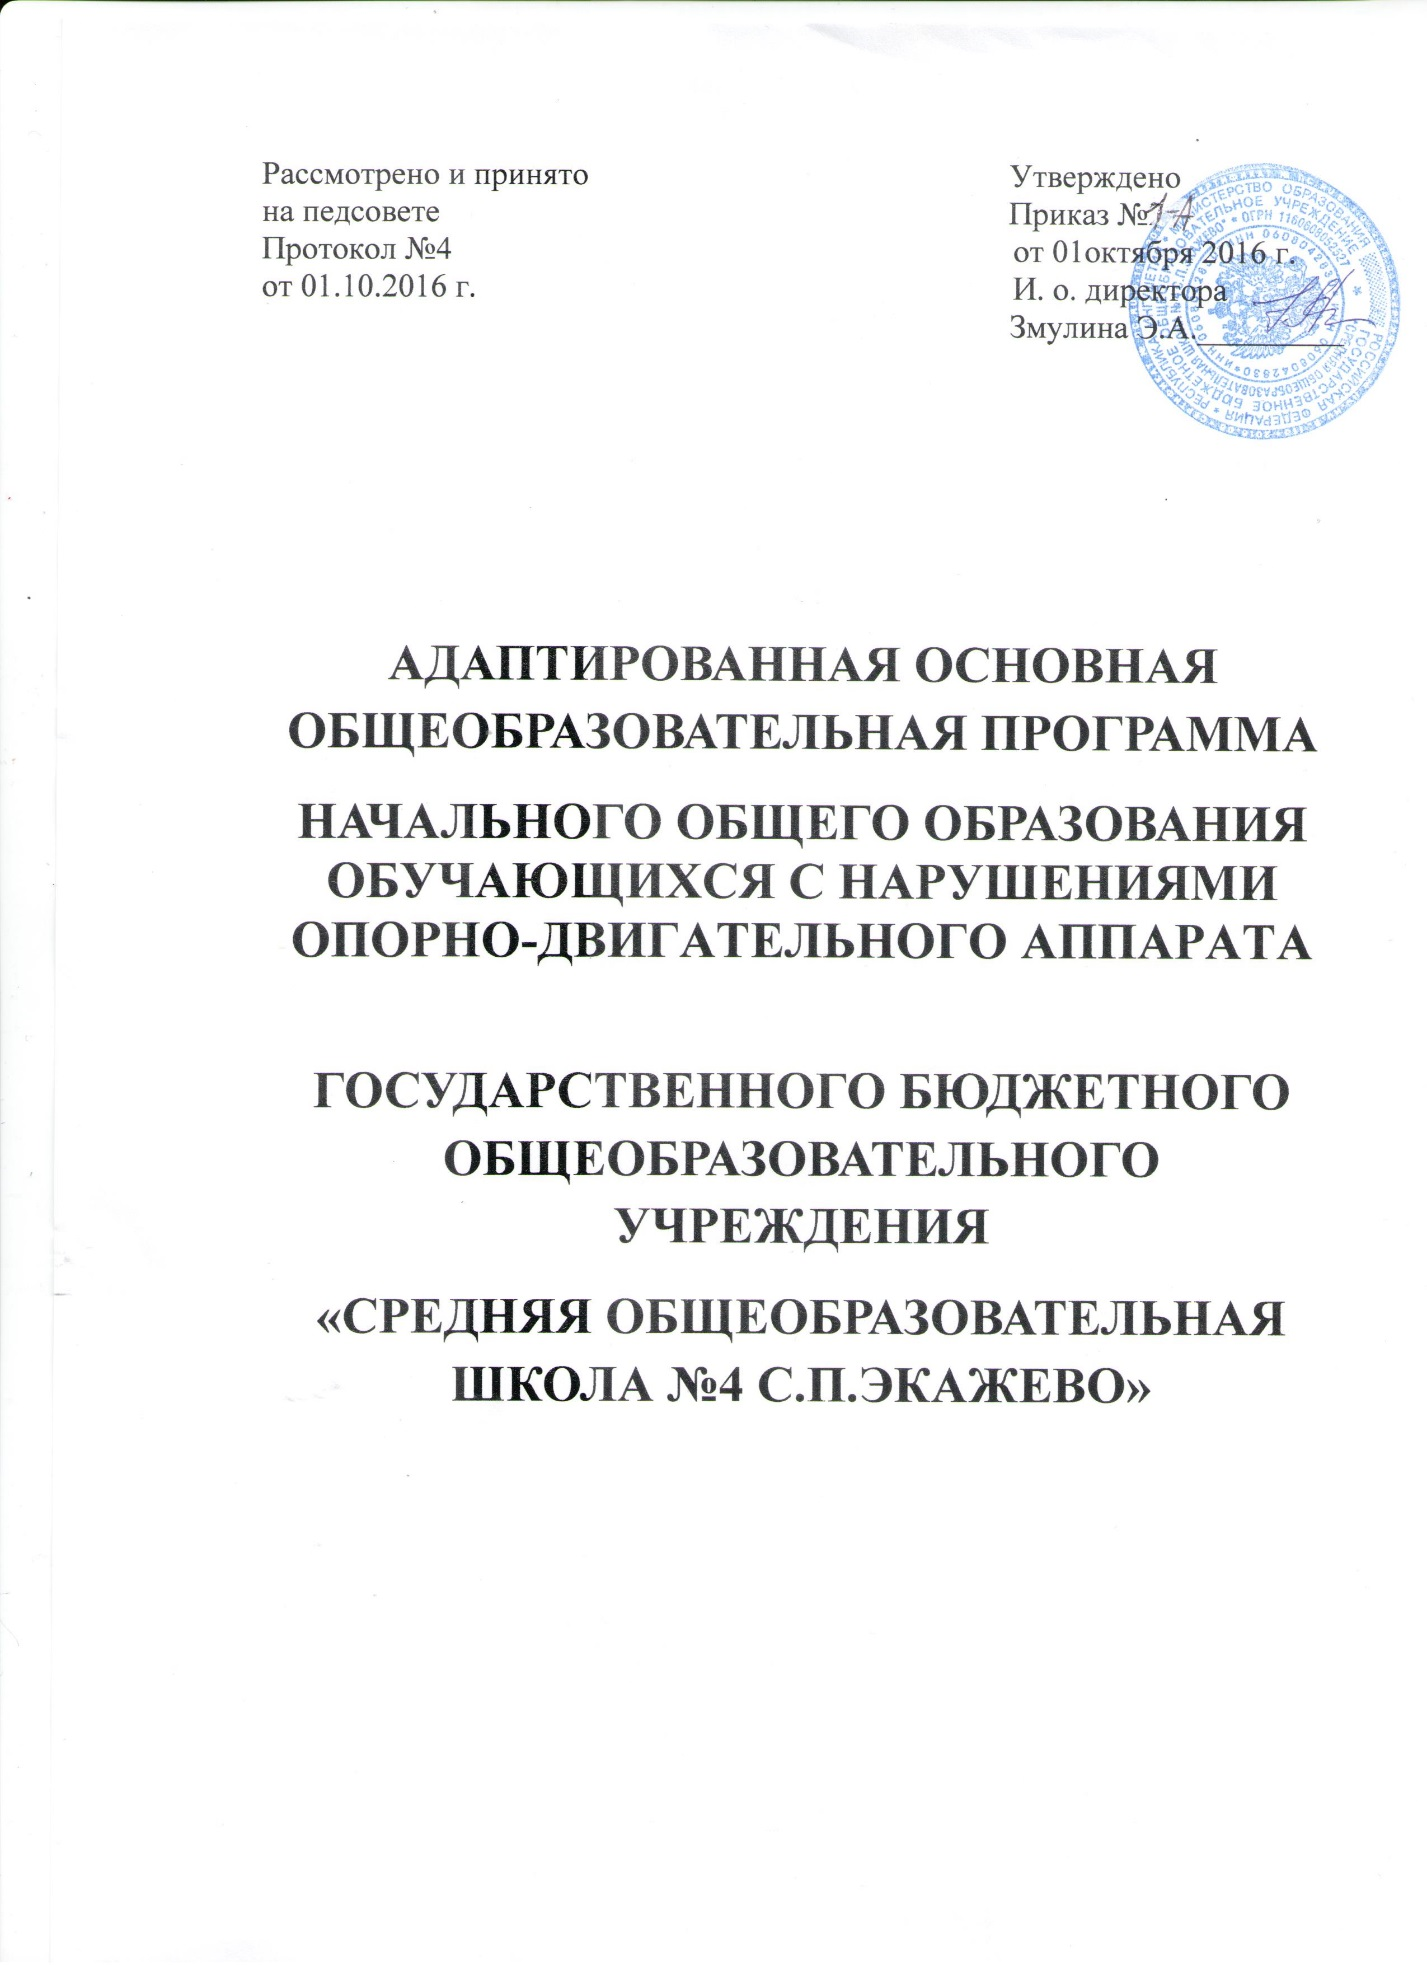 Рассмотрено и принято
на педсовете
Протокол №4
от 01.10.2016 г.
Утверждено
Приказ №
от 01октября 2016 г.
И. о. директора
Змулина Э.А.__________
АДАПТИРОВАННАЯ ОСНОВНАЯ
ОБЩЕОБРАЗОВАТЕЛЬНАЯ ПРОГРАММА
НАЧАЛЬНОГО ОБЩЕГО ОБРАЗОВАНИЯ
ОБУЧАЮЩИХСЯ С НАРУШЕНИЯМИ
ОПОРНО-ДВИГАТЕЛЬНОГО АППАРАТА
ГОСУДАРСТВЕННОГО БЮДЖЕТНОГО
ОБЩЕОБРАЗОВАТЕЛЬНОГО
УЧРЕЖДЕНИЯ
«СРЕДНЯЯ ОБЩЕОБРАЗОВАТЕЛЬНАЯ
ШКОЛА №4 С.П.ЭКАЖЕВО»